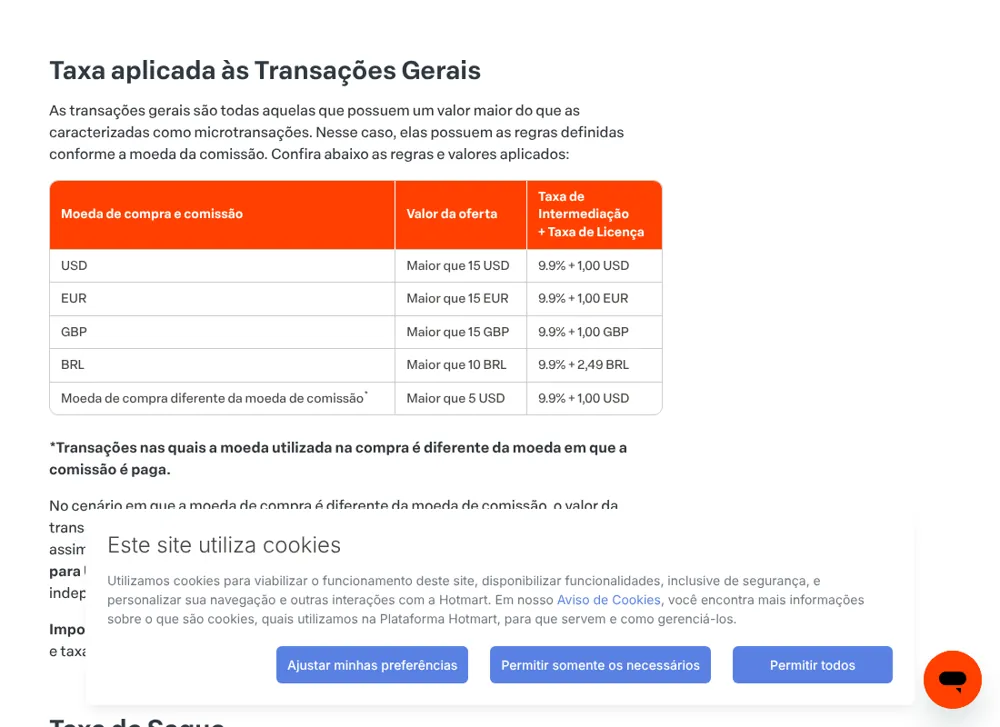 Taxa aplicada às Transações Gerais
As transações gerais são todas aquelas que possuem um valor maior do que as
caracterizadas como microtransações. Nesse caso, elas possuem as regras definidas
conforme a moeda da comissão. Confira abaixo as regras e valores aplicados:
Moeda de compra e comissão Valor da oferta Taxa de
Intermediação
+ Taxa de Licença
USD Maior que 15 USD 9.9% + 1,00 USD
EUR Maior que 15 EUR 9.9% + 1,00 EUR
GBP Maior que 15 GBP 9.9% + 1,00 GBP
BRL Maior que 10 BRL 9.9% + 2,49 BRL
Moeda de compra diferente da moeda de comissão* Maior que 5 USD 9.9% + 1,00 USD
*Transações nas quais a moeda utilizada na compra é diferente da moeda em que a
comissão é paga.
No cenário em que a moeda de compra é diferente da moeda de comissão, o valor da
trans
assim
para
indep
Impo
e taxa
Este site utiliza cookies
Utilizamos cookies para viabilizar o funcionamento deste site, disponibilizar funcionalidades, inclusive de segurança, e
personalizar sua navegação e outras interações com a Hotmart. Em nosso Aviso de Cookies, você encontra mais informações
sobre o que são cookies, quais utilizamos na Plataforma Hotmart, para que servem e como gerenciá-los.
Ajustar minhas preferências Permitir somente os necessários Permitir todos
Taxa de Saque